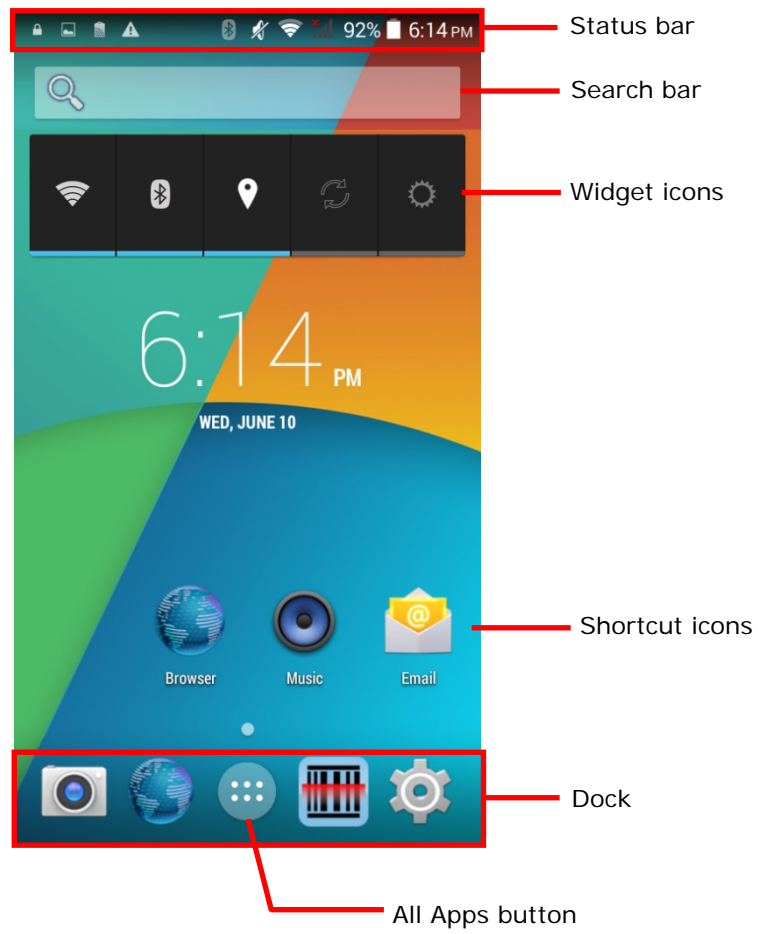 92% 6:14 PM
Status bar
Search bar
Widget icons
6:14 PM
WED, JUNE 10
@
Shortcut icons
Browser
Music
Email
Dock
All Apps button